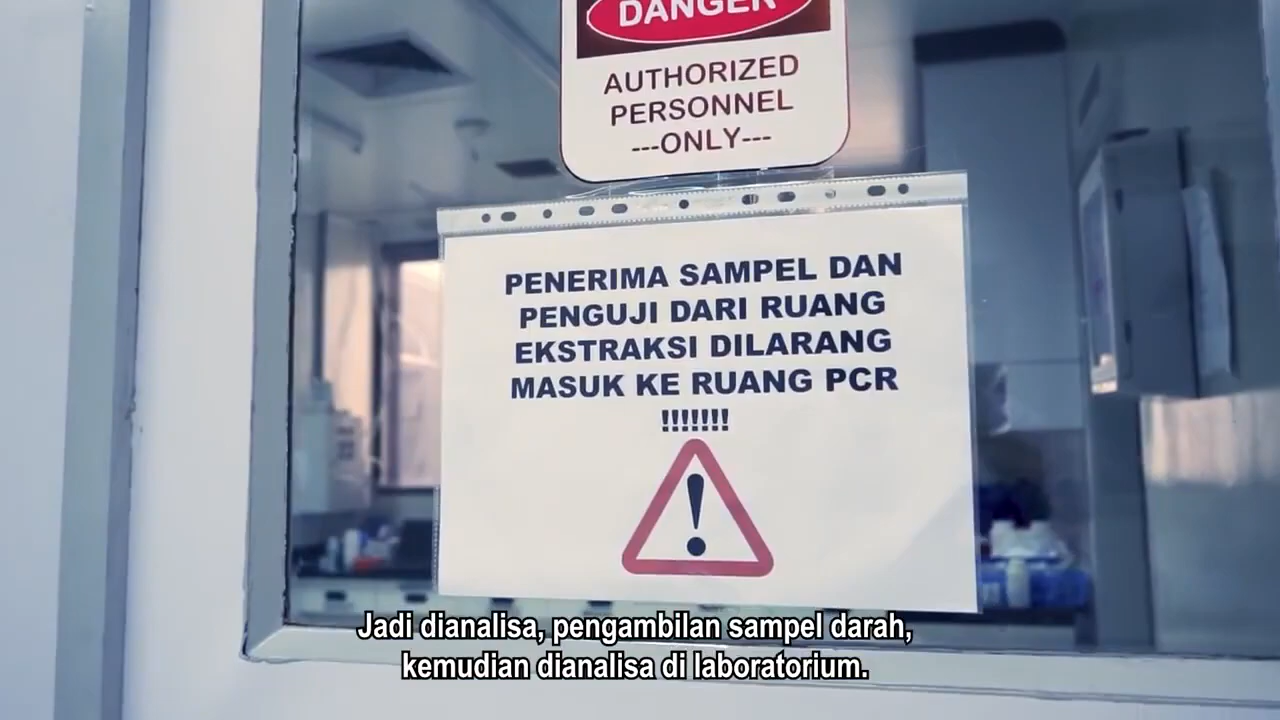 DANGER
AUTHORIZED
PERSONNEL
---ONLY---
PENERIMA SAMPEL DAN
PENGUJI DARI RUANG
EKSTRAKSI DILARANG
MASUK KE RUANG PCR
!!!!!!!
!
Jadi dianalisa, pengambilan sampel darah,
kemudian dianalisa di laboratorium.